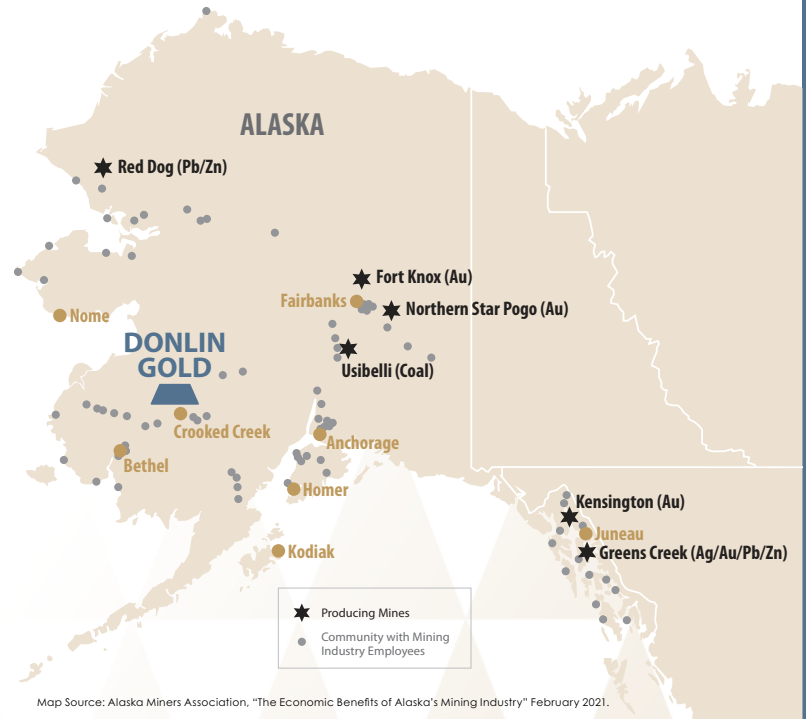 ALASKA
Red Dog (Pb/Zn)
Fort Knox (Au)
Fairbanks
Northern Star Pogo (Au)
Nome
DONLIN
GOLD
Usibelli (Coal)
Crooked Creek
Anchorage
Bethel
Homer
Kensington (Au)
Juneau
Greens Creek (Ag/Au/Pb/Zn)
Kodiak
Producing Mines
Community with Mining
Industry Employees
Map Source: Alaska Miners Association, “The Economic Benefits of Alaska’s Mining Industry” February 2021.